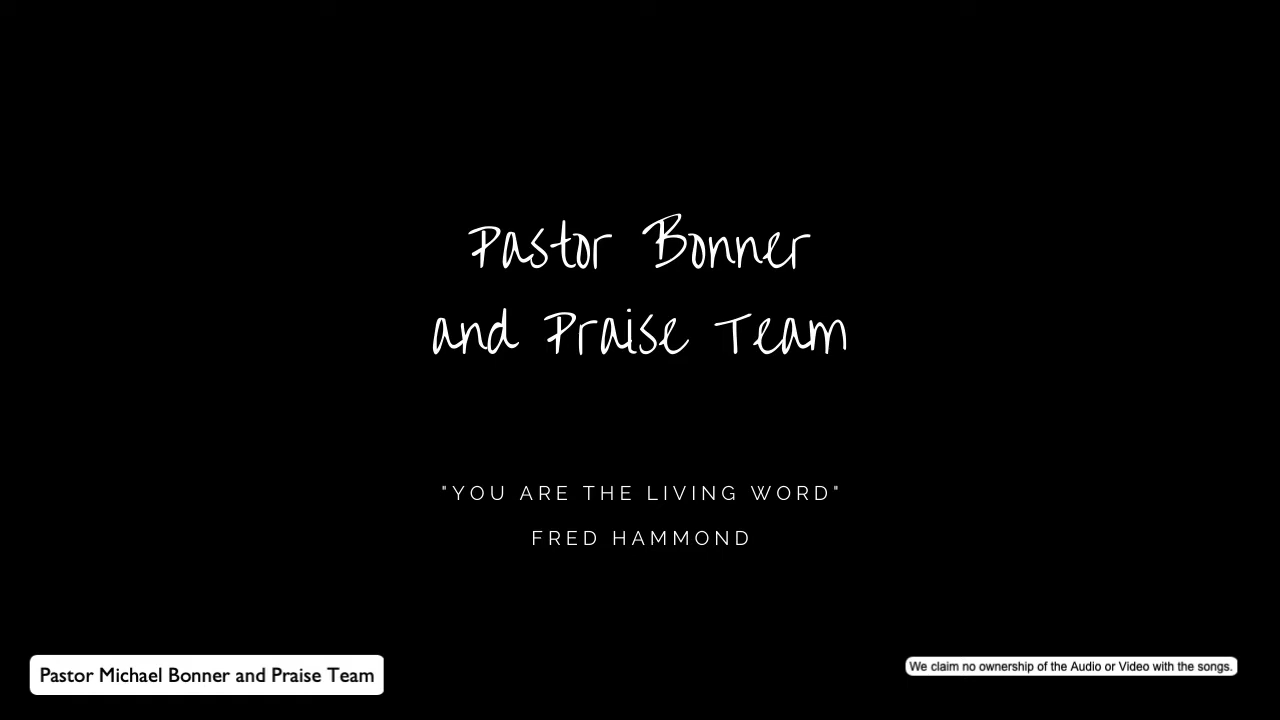 Pastor Bonner
and Praise Team
"YOU ARE THE LIVING WORD"
FRED HAMMOND
Pastor Michael Bonner and Praise Team
We claim no ownership of the Audio or Video with the songs.